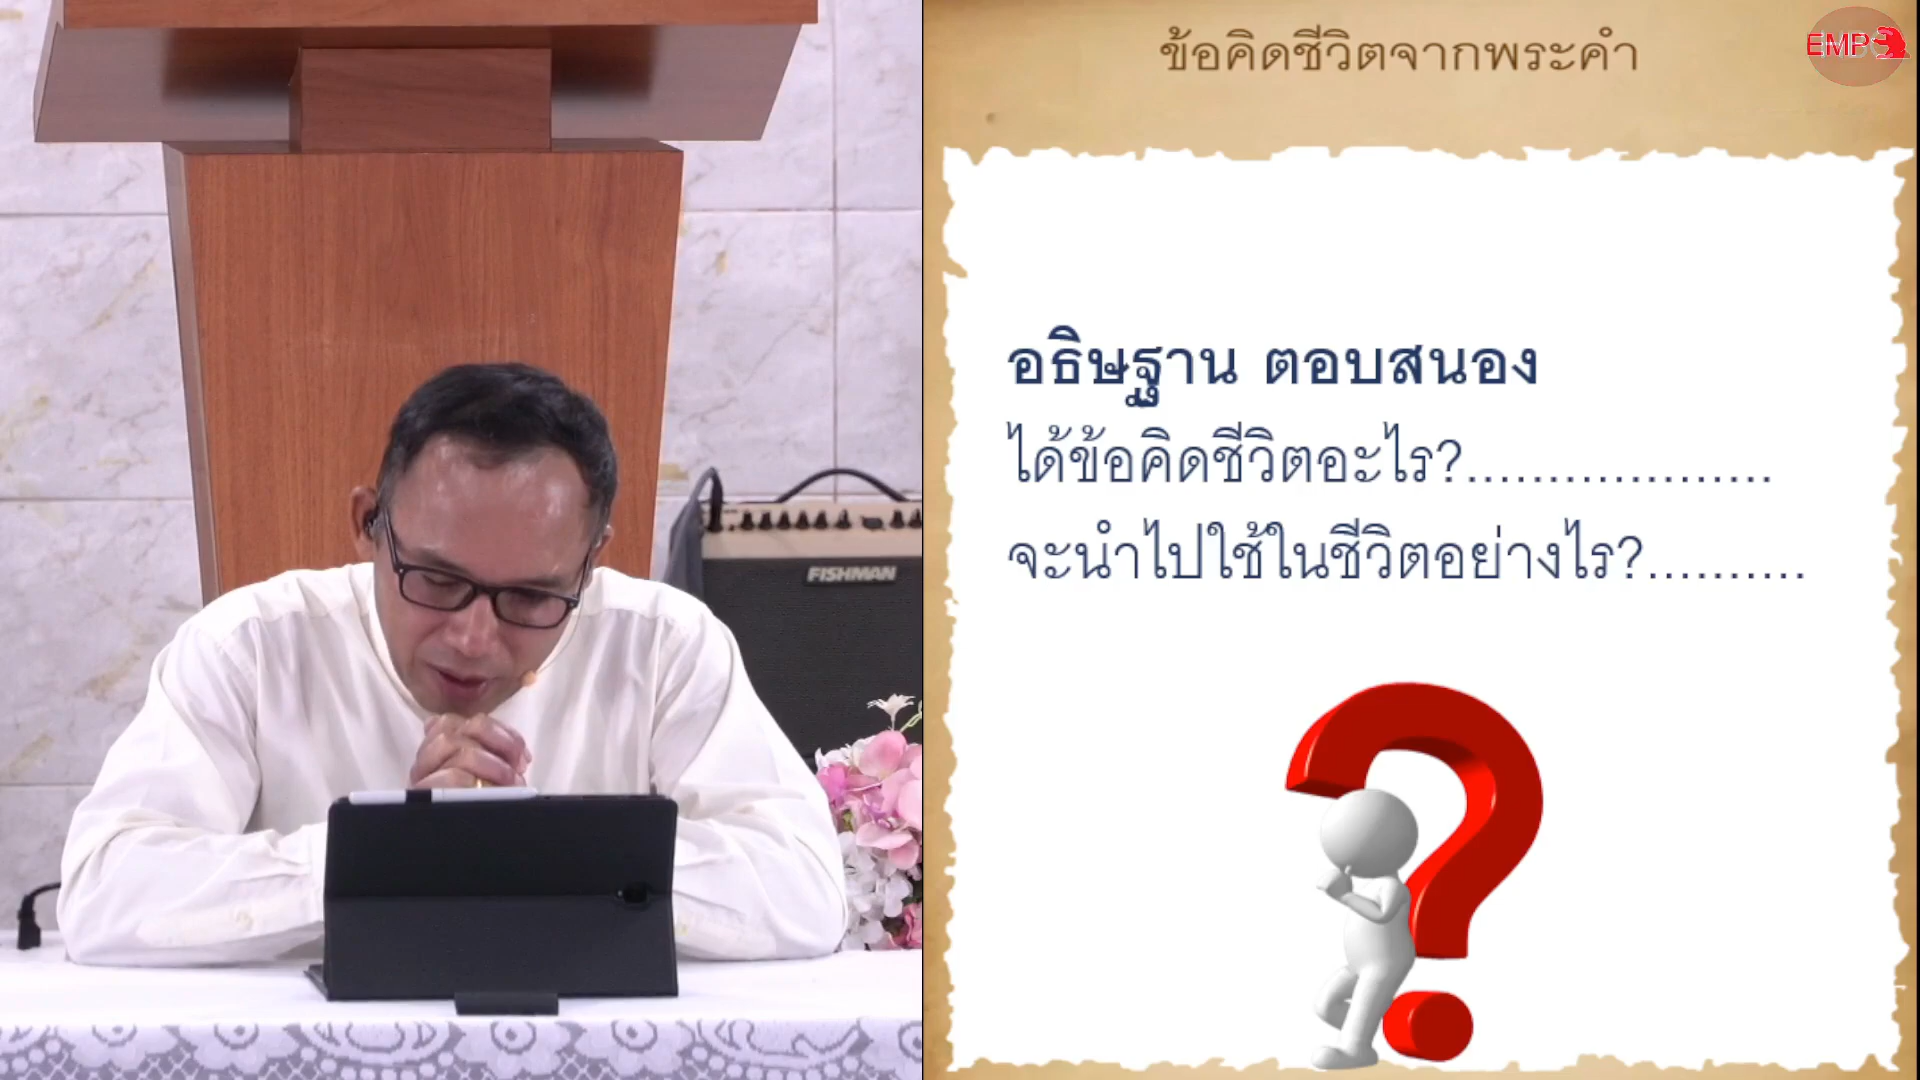 ข้อคิดชีวิตจากพระคำ
EMP
อธิษฐาน ตอบสนอง
ได้ข้อคิดชีวิตอะไร?...................
จะนำไปใช้ในชีวิตอย่างไร?..........
FISHMAN